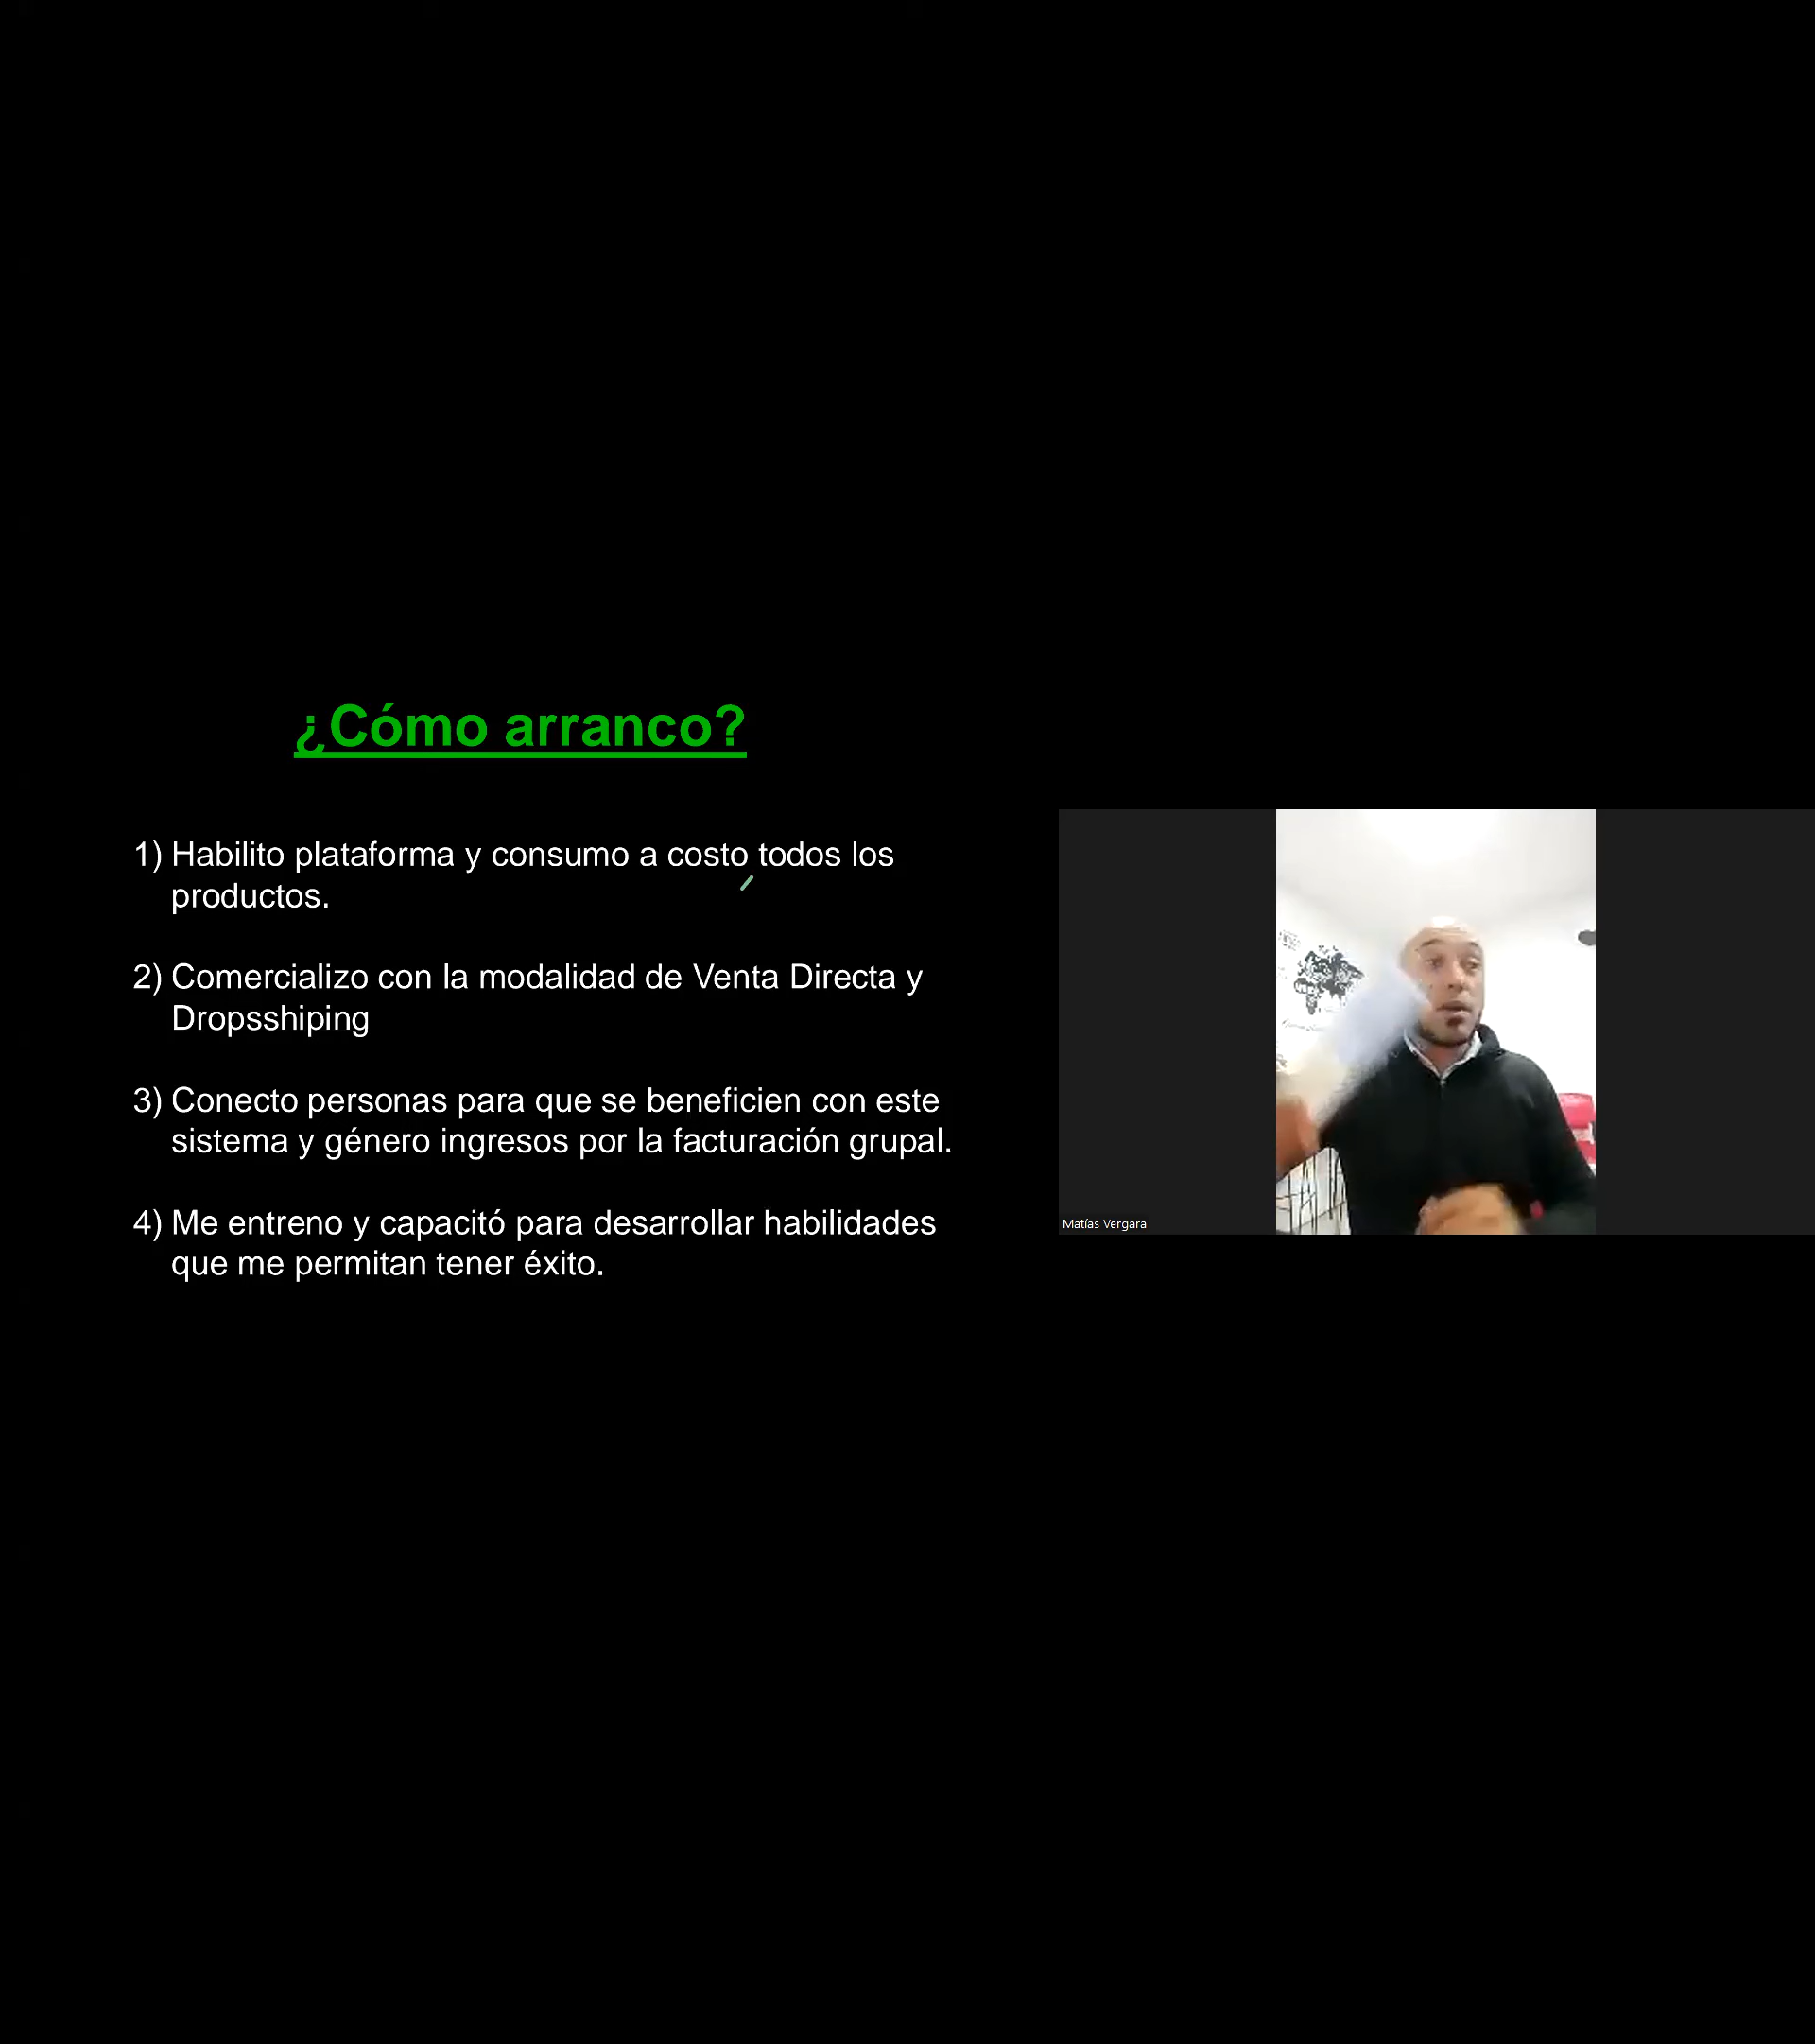 ¿Cómo arranco?
1) Habilito plataforma y consumo a costo todos los
productos.
2) Comercializo con la modalidad de Venta Directa y
Dropsshiping
3) Conecto personas para que se beneficien con este
sistema y género ingresos por la facturación grupal.
4) Me entreno y capacitó para desarrollar habilidades
que me permitan tener éxito.
Matías Vergara